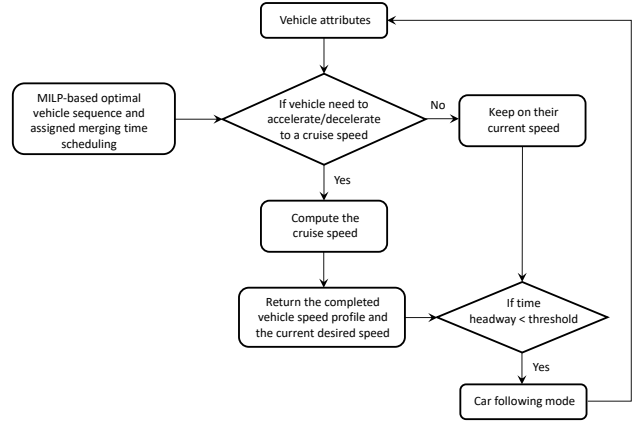 Vehicle attributes
MILP-based optimal
vehicle sequence and
assigned merging time
scheduling
If vehicle need to
accelerate/decelerate
to a cruise speed
No
Keep on their
current speed
Yes
Compute the
cruise speed
Return the completed
vehicle speed profile and
the current desired speed
If time
headway < threshold
Yes
Car following mode